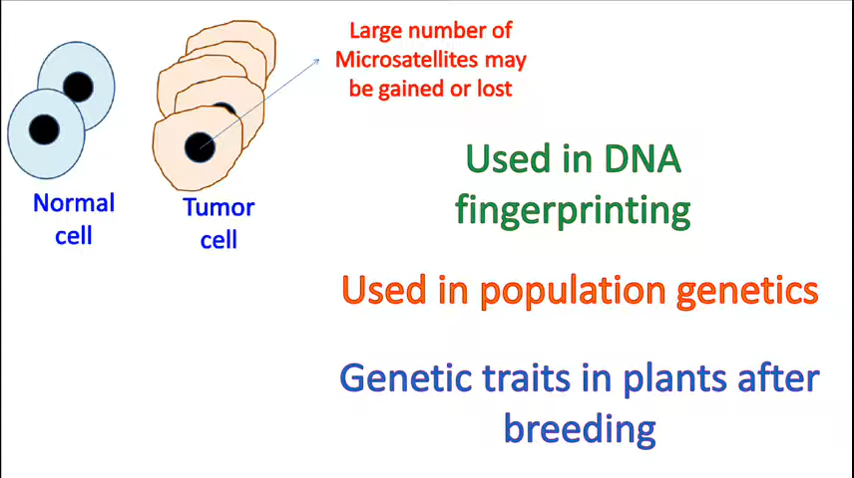 Large number of
Microsatellites may
be gained or lost
Used in DNA
fingerprinting
Normal
cell
Tumor
cell
Used in population genetics
Genetic traits in plants after
breeding